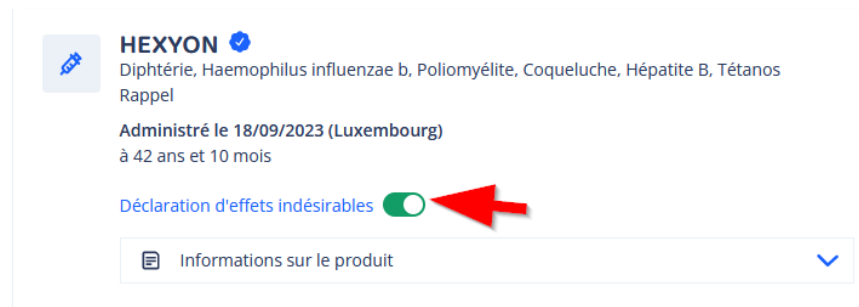 HEXYON
Diphtérie, Haemophilus influenzae b, Poliomyélite, Coqueluche, Hépatite B, Tétanos
Rappel
Administré le 18/09/2023 (Luxembourg)
à 42 ans et 10 mois
Déclaration d'effets indésirables
Informations sur le produit